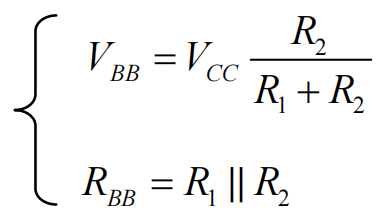 V_BB = V_CC R_2 / (R_1 + R_2)
R_BB = R_1 || R_2